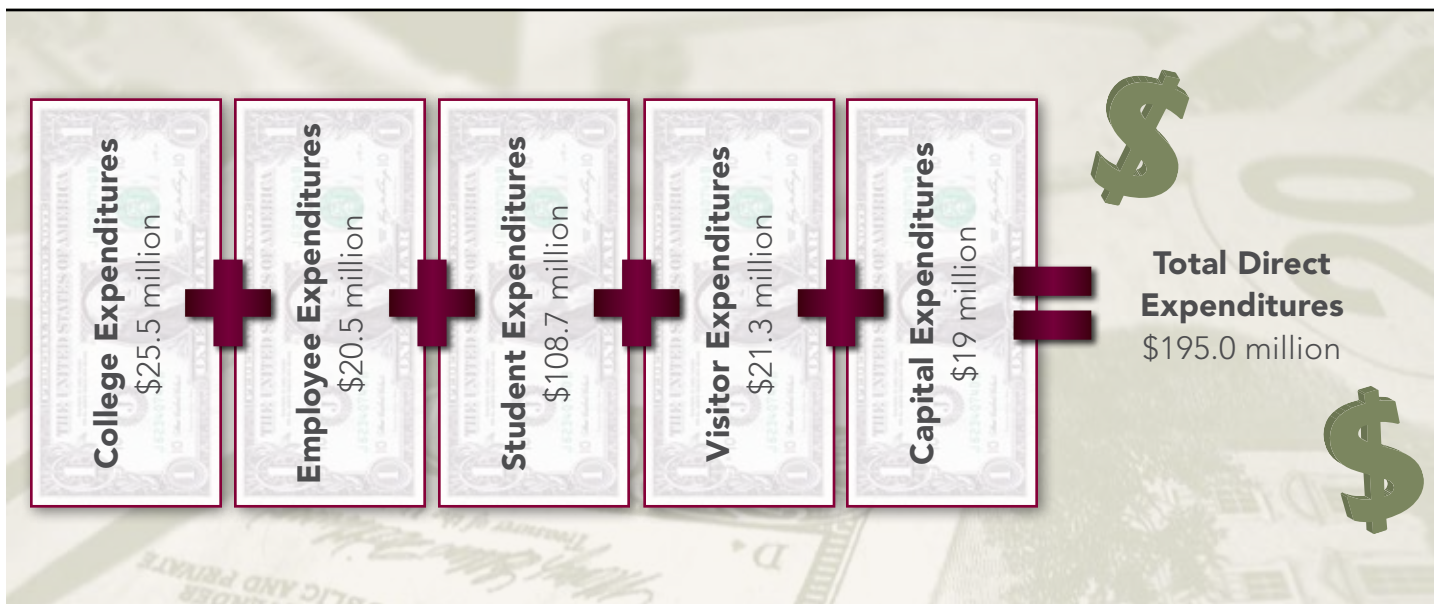 College Expenditures
$25.5 million
Employee Expenditures
$20.5 million
Student Expenditures
$108.7 million
Visitor Expenditures
$21.3 million
Capital Expenditures
$19 million
Total Direct
Expenditures
$195.0 million